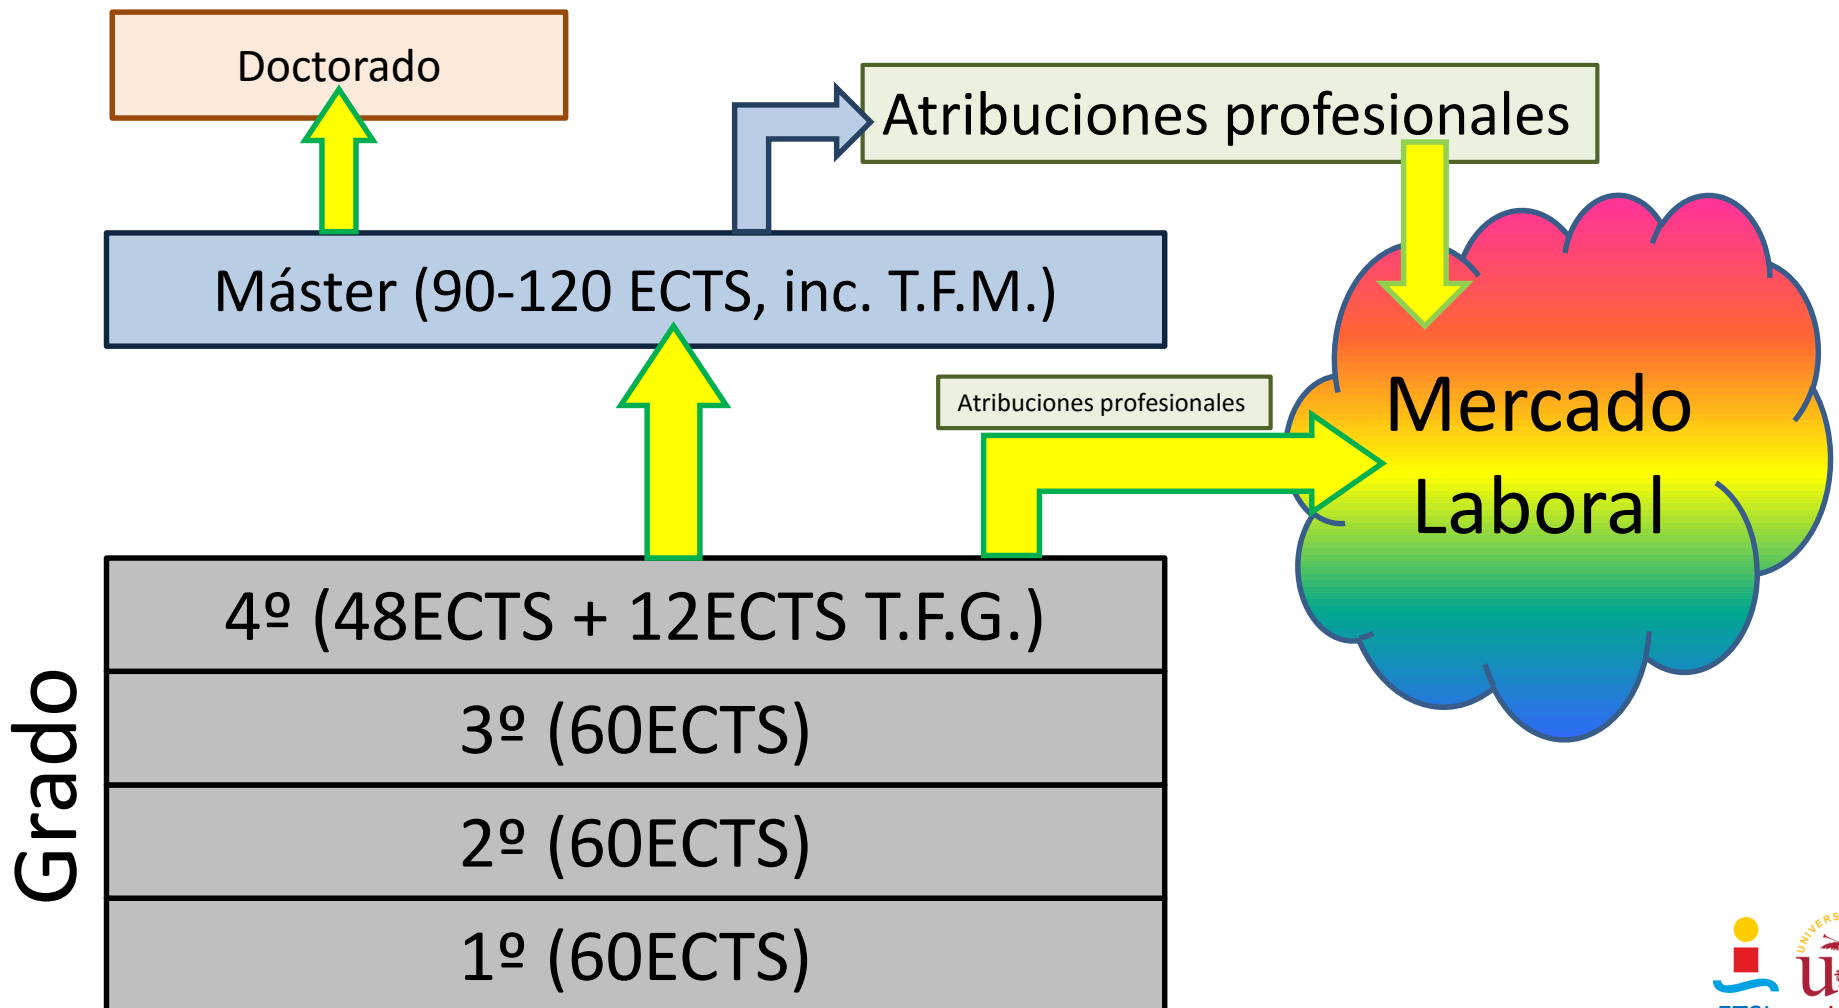 Doctorado
Atribuciones profesionales
Máster (90-120 ECTS, inc. T.F.M.)
Atribuciones profesionales
Mercado
Laboral
4º (48ECTS + 12ECTS T.F.G.)
3º (60ECTS)
2º (60ECTS)
1º (60ECTS)
Grado